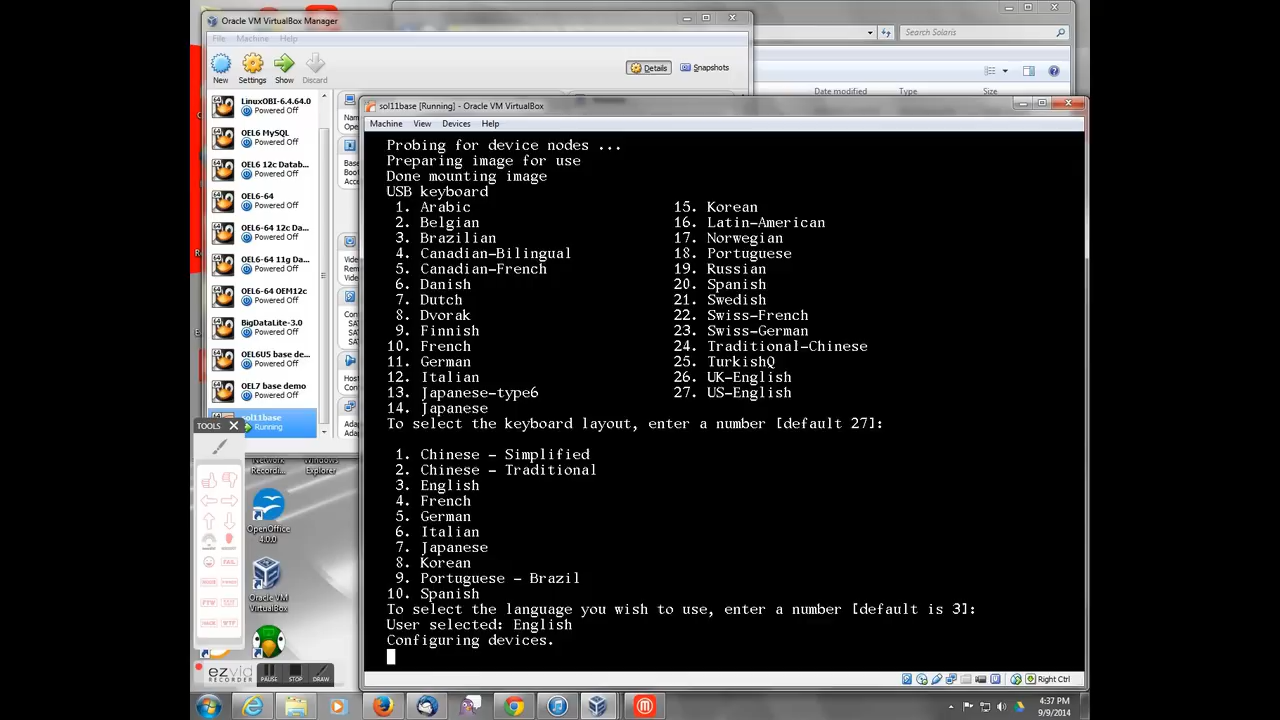 Oracle VM VirtualBox Manager
File Machine Help
New Settings Show Discard
Details Snapshots
Search Solaris
Date modified Type Size
LinuxOBI-6.4.64.0
Powered Off
OEL6 MySQL
Powered Off
OEL6 12c Datab...
Powered Off
OEL6-64
Powered Off
OEL6-64 12c Da...
Powered Off
OEL6-64 11g Da...
Powered Off
OEL6-64 OEM12c
Powered Off
BigDataLite-3.0
Powered Off
OEL6U5 base de...
Powered Off
OEL7 base demo
Powered Off
sol11base
Running
sol11base [Running] - Oracle VM VirtualBox
Machine View Devices Help
Probing for device nodes ...
Preparing image for use
Done mounting image
USB keyboard
1. Arabic 15. Korean
2. Belgian 16. Latin-American
3. Brazilian 17. Norwegian
4. Canadian-Bilingual 18. Portuguese
5. Canadian-French 19. Russian
6. Danish 20. Spanish
7. Dutch 21. Swedish
8. Dvorak 22. Swiss-French
9. Finnish 23. Swiss-German
10. French 24. Traditional-Chinese
11. German 25. TurkishQ
12. Italian 26. UK-English
13. Japanese-type6 27. US-English
14. Japanese
To select the keyboard layout, enter a number [default 27]:
1. Chinese - Simplified
2. Chinese - Traditional
3. English
4. French
5. German
6. Italian
7. Japanese
8. Korean
9. Portuguese - Brazil
10. Spanish
To select the language you wish to use, enter a number [default is 3]:
User selected: English
Configuring devices.
Right Ctrl
TOOLS
FAIL
FTW
WTF
Network
Recordi...
Windows
Explorer
OpenOffice
4.0.0
Oracle VM
VirtualBox
ezvid
RECORDER
PAUSE STOP DRAW
4:37 PM
9/9/2014